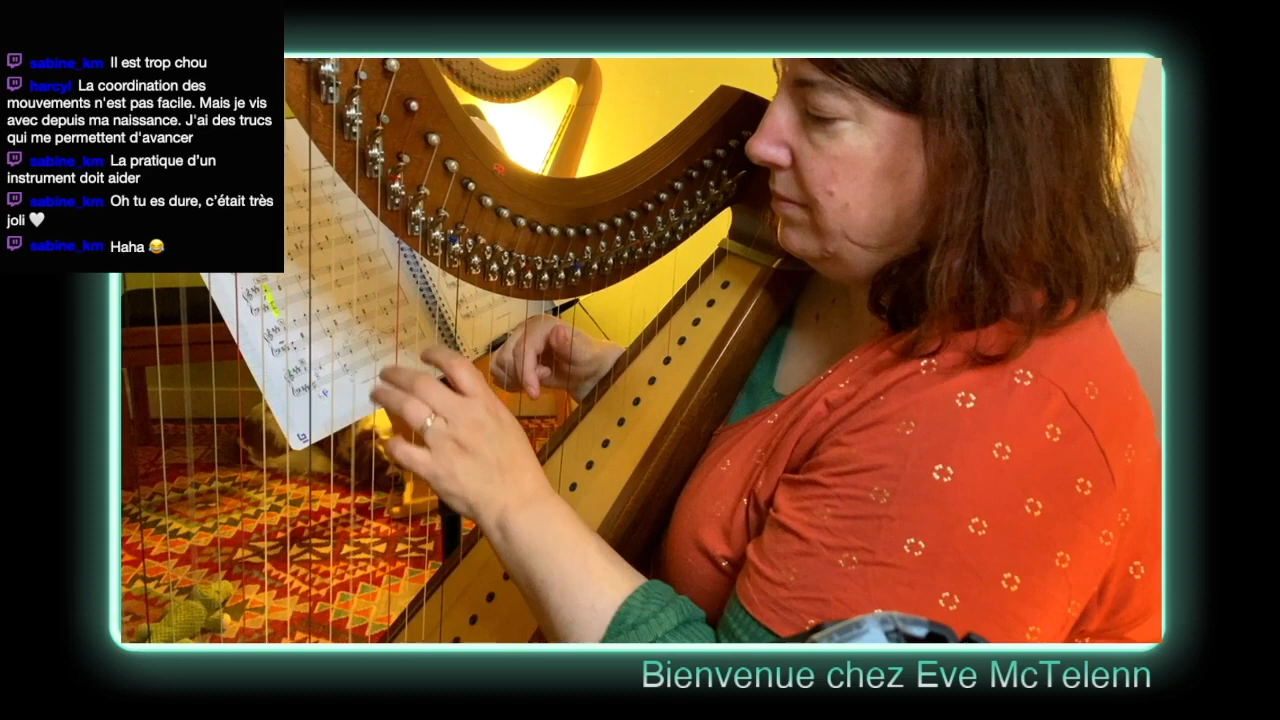 sabine_km Il est trop chou
harcyl La coordination des
mouvements n'est pas facile. Mais je vis
avec depuis ma naissance. J'ai des trucs
qui me permettent d'avancer
sabine_km La pratique d'un
instrument doit aider
sabine_km Oh tu es dure, c'était très
joli 🤍
sabine_km Haha 😂
Bienvenue chez Eve McTelenn